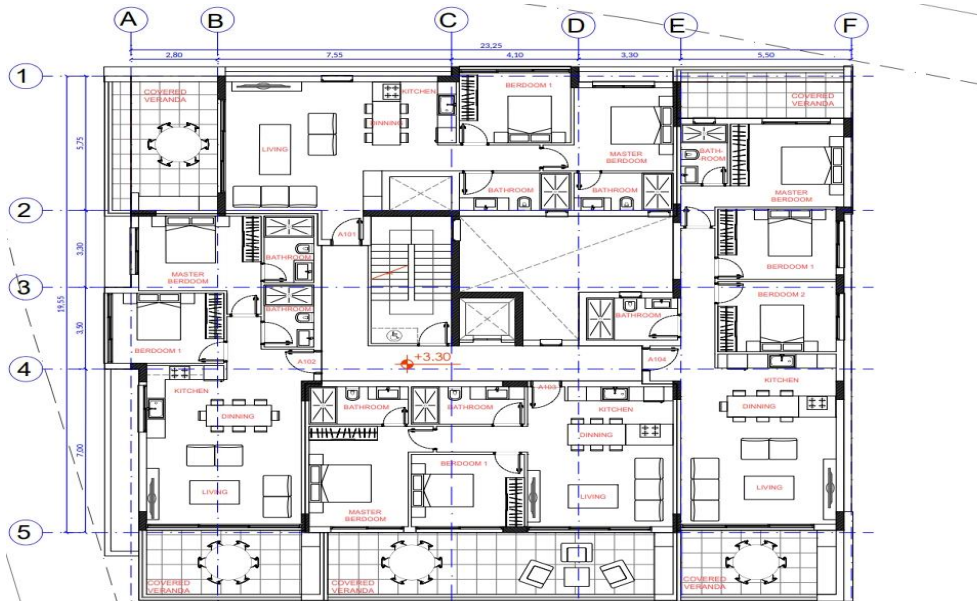 A B C D E F
23,25
2,80 7,55 4,10 3,30 5,50
1
COVERED
VERANDA
KITCHEN
DINNING
LIVING
BERDOOM 1
MASTER
BERDOOM
COVERED
VERANDA
BATH-
ROOM
MASTER
BERDOOM
5,75
BATHROOM
BATHROOM
2
A101
3,30
MASTER
BERDOOM
BATHROOM
BERDOOM 1
3
19,55
BATHROOM
BERDOOM 1
3,50
BERDOOM 2
BATHROOM
A102
+3.30
A104
4
KITCHEN
DINNING
LIVING
7,00
BATHROOM
BATHROOM
A103
KITCHEN
DINNING
LIVING
MASTER
BERDOOM
BERDOOM 1
KITCHEN
DINNING
LIVING
5
COVERED
VERANDA
COVERED
VERANDA
COVERED
VERANDA